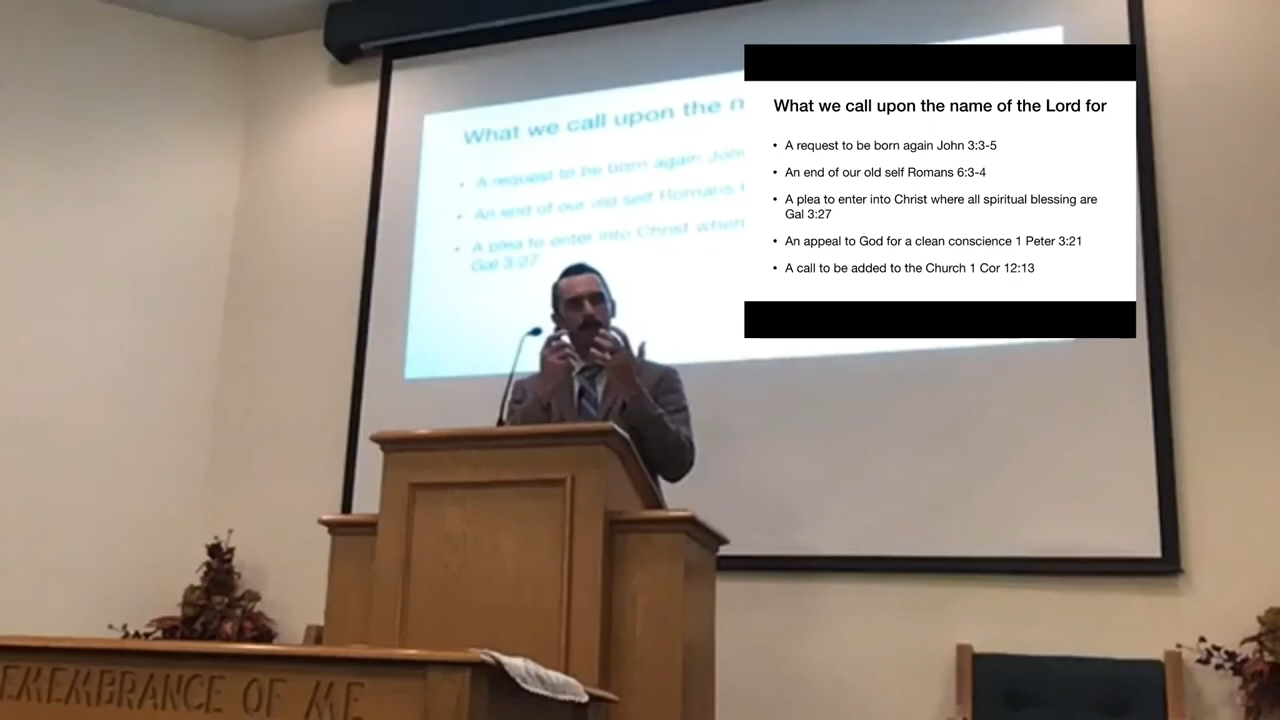 What we call upon the n
• A request to be born again John
• An end of our old self Romans
• A plea to enter into Christ wher
Gal 3:27
What we call upon the name of the Lord for
• A request to be born again John 3:3-5
• An end of our old self Romans 6:3-4
• A plea to enter into Christ where all spiritual blessing are
Gal 3:27
• An appeal to God for a clean conscience 1 Peter 3:21
• A call to be added to the Church 1 Cor 12:13
EMEMBRANCE OF ME